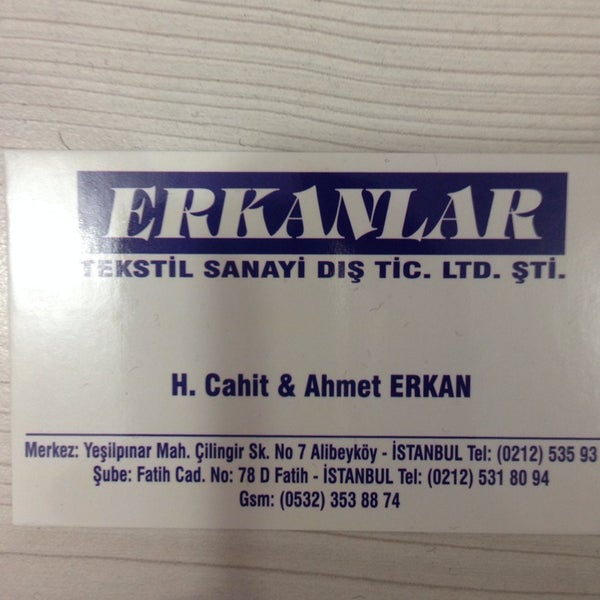 ERKANLAR
TEKSTİL SANAYİ DIŞ TİC. LTD. ŞTİ.
H. Cahit & Ahmet ERKAN
Merkez: Yeşilpınar Mah. Çilingir Sk. No 7 Alibeyköy - İSTANBUL Tel: (0212) 535 93
Şube: Fatih Cad. No: 78 D Fatih - İSTANBUL Tel: (0212) 531 80 94
Gsm: (0532) 353 88 74